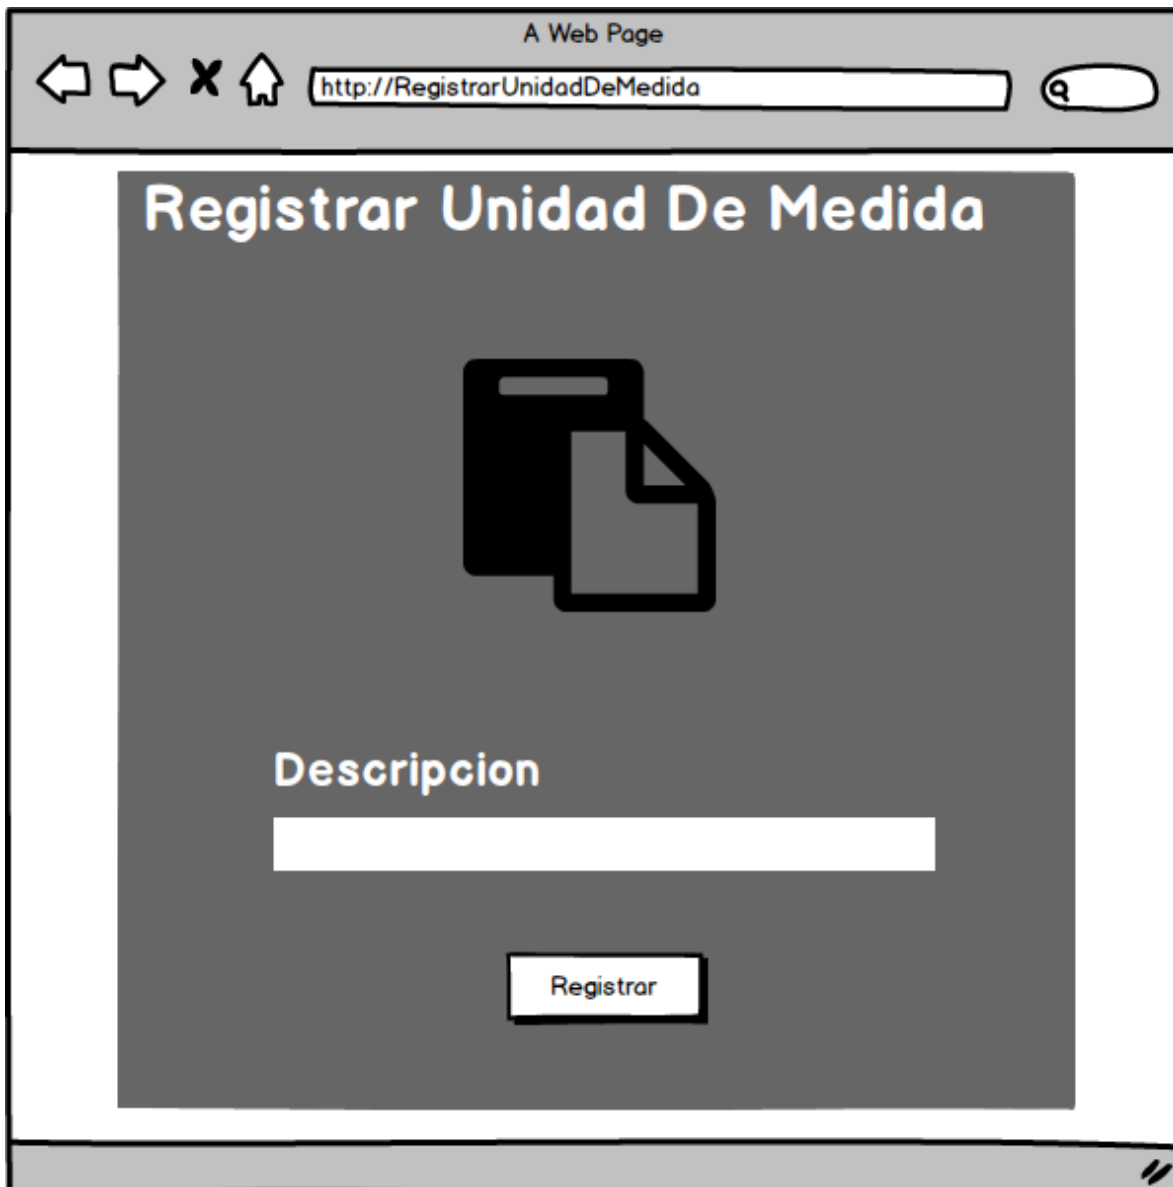 A Web Page
http://RegistrarUnidadDeMedida
Registrar Unidad De Medida
Descripcion
Registrar